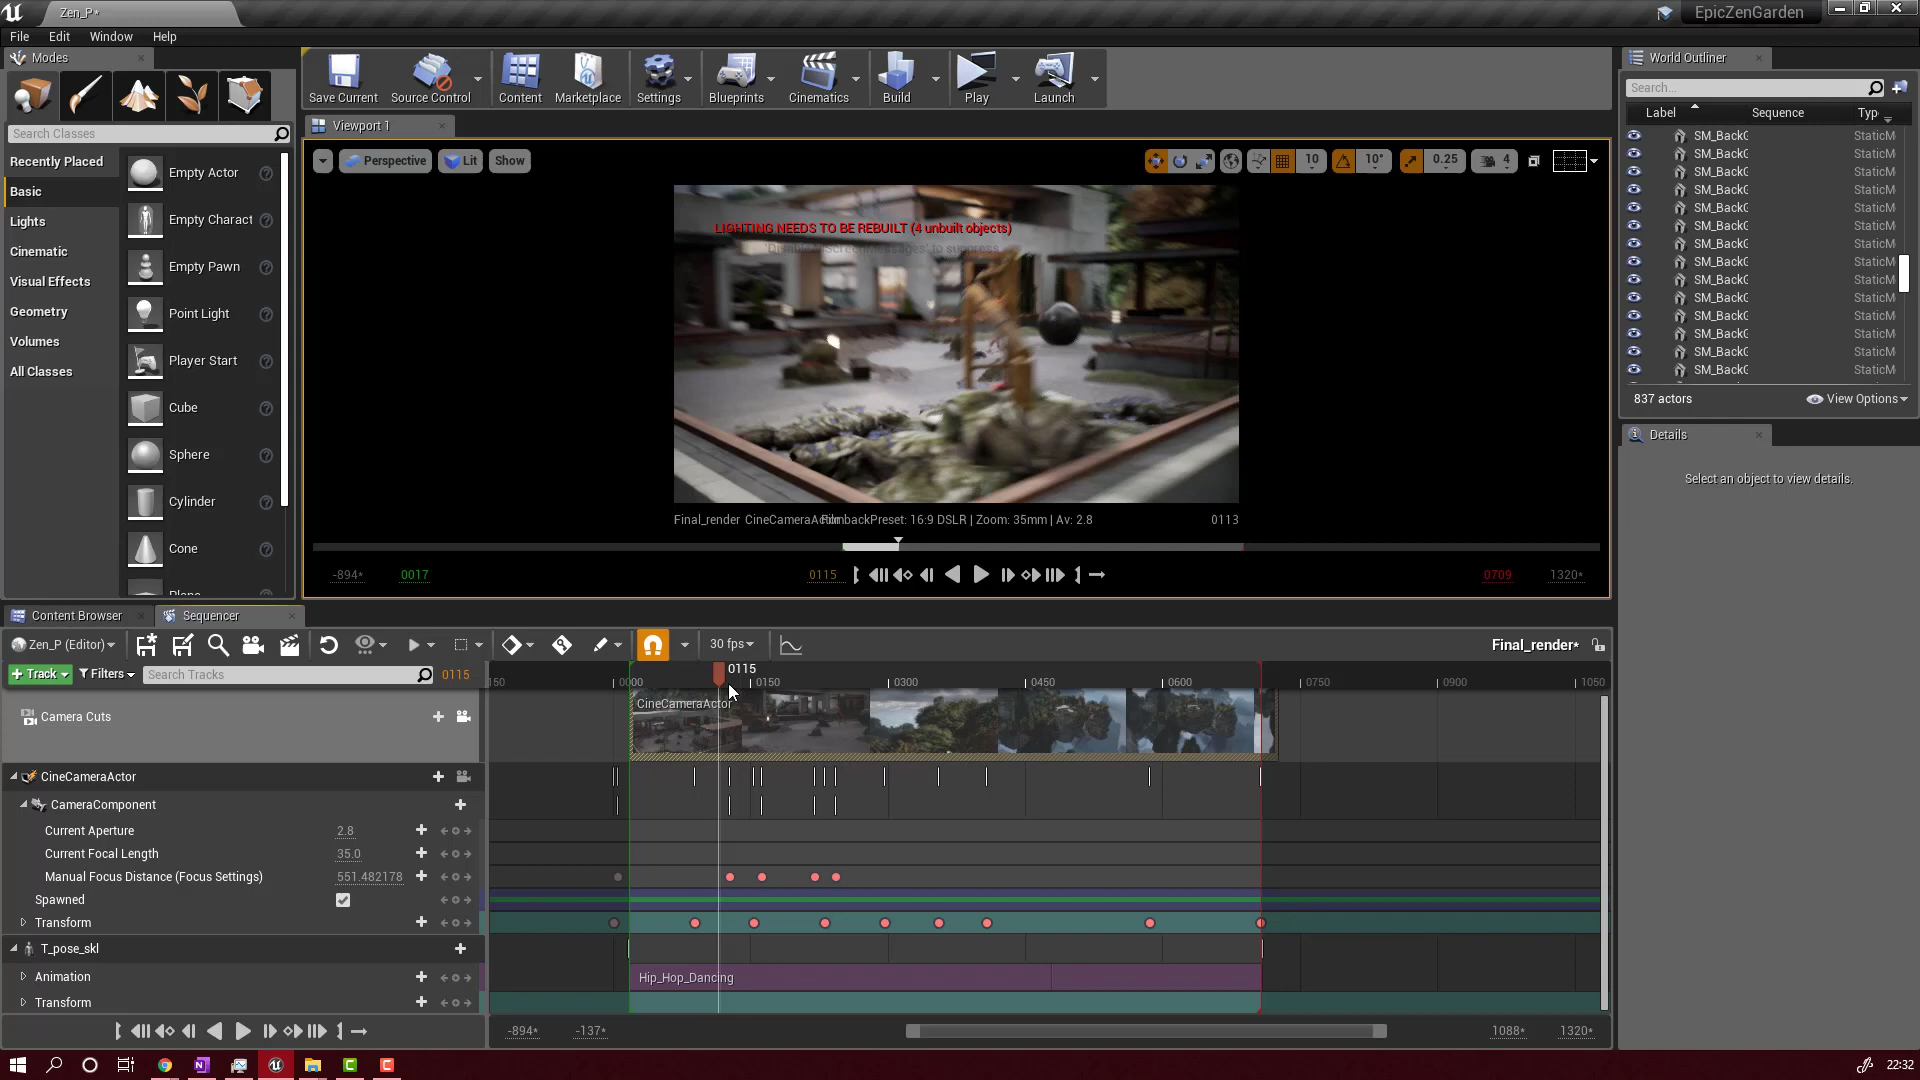 Zen_P*
EpicZenGarden
File Edit Window Help
Modes
Search Classes
Recently Placed
Basic
Lights
Cinematic
Visual Effects
Geometry
Volumes
All Classes
Empty Actor
Empty Charact
Empty Pawn
Point Light
Player Start
Cube
Sphere
Cylinder
Cone
Save Current
Source Control
Content
Marketplace
Settings
Blueprints
Cinematics
Build
Play
Launch
Viewport 1
Perspective Lit Show
10 10° 0.25 4
LIGHTING NEEDS TO BE REBUILT (4 unbuilt objects)
to suppress
Final_render CineCameraActor FilmbackPreset: 16:9 DSLR | Zoom: 35mm | Av: 2.8 0113
-894* 0017 0115 0709 1320*
World Outliner
Search...
Label Sequence Typ
SM_BackG StaticM
SM_BackG StaticM
SM_BackG StaticM
SM_BackG StaticM
SM_BackG StaticM
SM_BackG StaticM
SM_BackG StaticM
SM_BackG StaticM
SM_BackG StaticM
SM_BackG StaticM
SM_BackG StaticM
SM_BackG StaticM
SM_BackG StaticM
SM_BackG StaticM
837 actors View Options
Details
Select an object to view details.
Content Browser Sequencer
Zen_P (Editor) 30 fps Final_render*
+ Track Filters Search Tracks 0115
150 0000 0115 0150 0300 0450 0600 0750 0900 1050
CineCameraActor
Camera Cuts
CineCameraActor
CameraComponent
Current Aperture 2.8
Current Focal Length 35.0
Manual Focus Distance (Focus Settings) 551.482178
Spawned
Transform
T_pose_skl
Animation
Hip_Hop_Dancing
Transform
-894* -137* 1088* 1320*
22:32